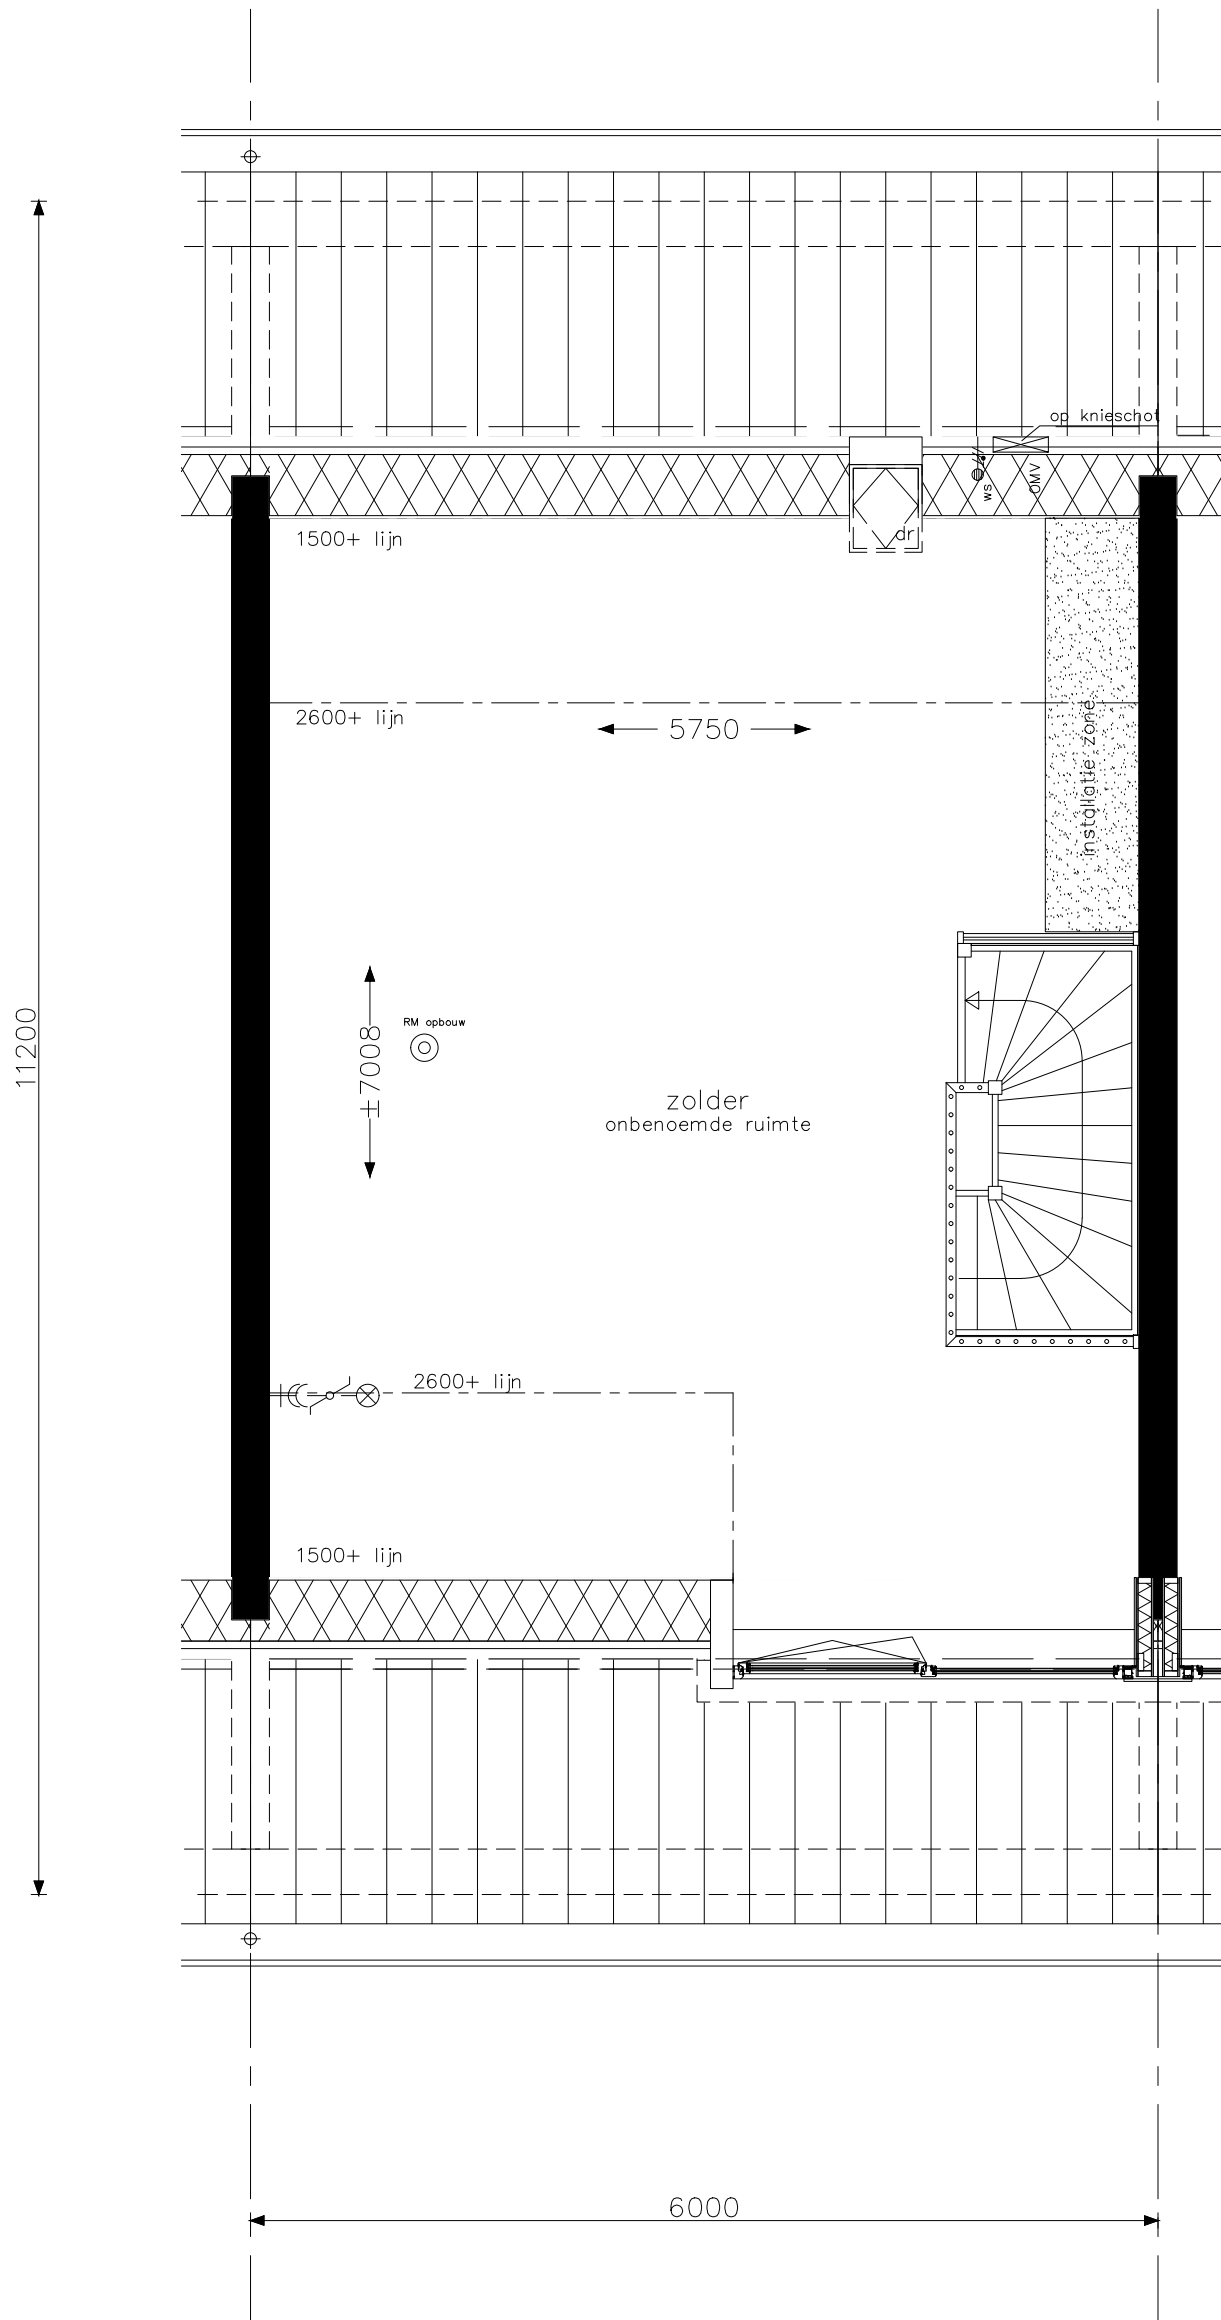 op knieschot
ws
OMV
dr
1500+ lijn
2600+ lijn
5750
installatie zone
11200
±7008
RM opbouw
zolder
onbenoemde ruimte
2600+ lijn
1500+ lijn
6000